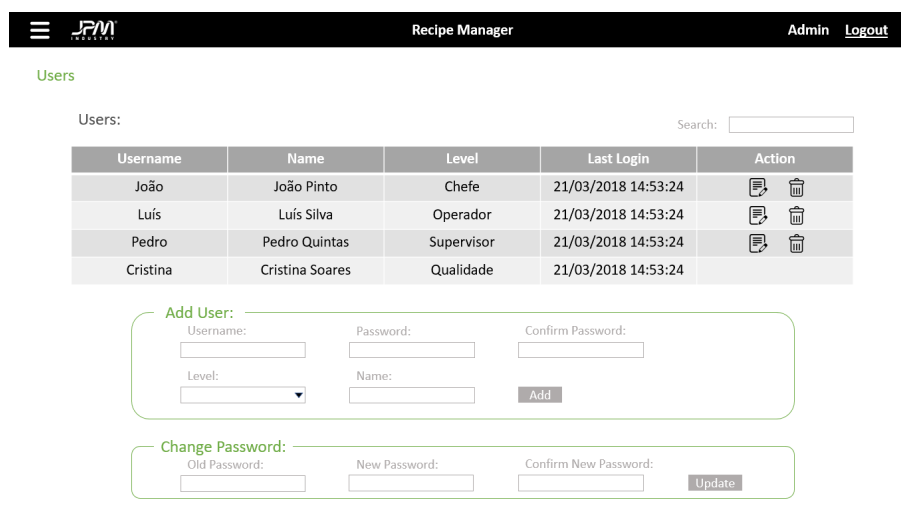 JPM INDUSTRY Recipe Manager Admin Logout
Users
Users: Search:
Username Name Level Last Login Action
João João Pinto Chefe 21/03/2018 14:53:24
Luís Luís Silva Operador 21/03/2018 14:53:24
Pedro Pedro Quintas Supervisor 21/03/2018 14:53:24
Cristina Cristina Soares Qualidade 21/03/2018 14:53:24
Add User:
Username: Password: Confirm Password:
Level: Name:
Add
Change Password:
Old Password: New Password: Confirm New Password:
Update